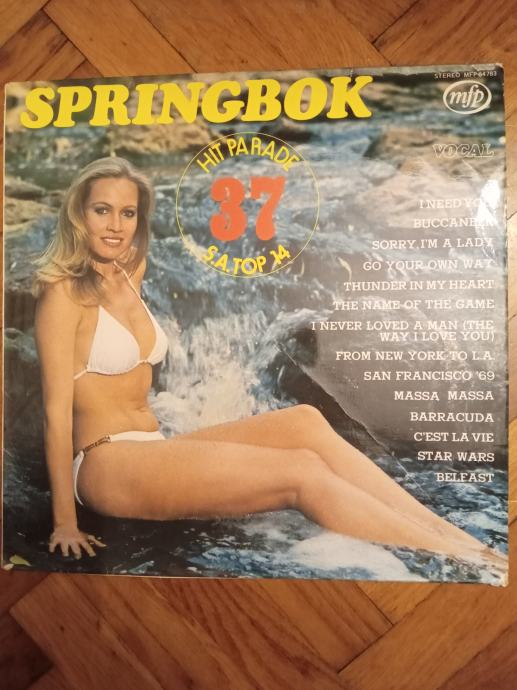 STEREO MFP 54783
SPRINGBOK
mfp
HIT PARADE
37
S.A. TOP 14
VOCAL
I NEED YOU
BUCCANEER
SORRY, I'M A LADY
GO YOUR OWN WAY
THUNDER IN MY HEART
THE NAME OF THE GAME
I NEVER LOVED A MAN (THE
WAY I LOVE YOU)
FROM NEW YORK TO L.A.
SAN FRANCISCO '69
MASSA MASSA
BARRACUDA
C'EST LA VIE
STAR WARS
BELFAST